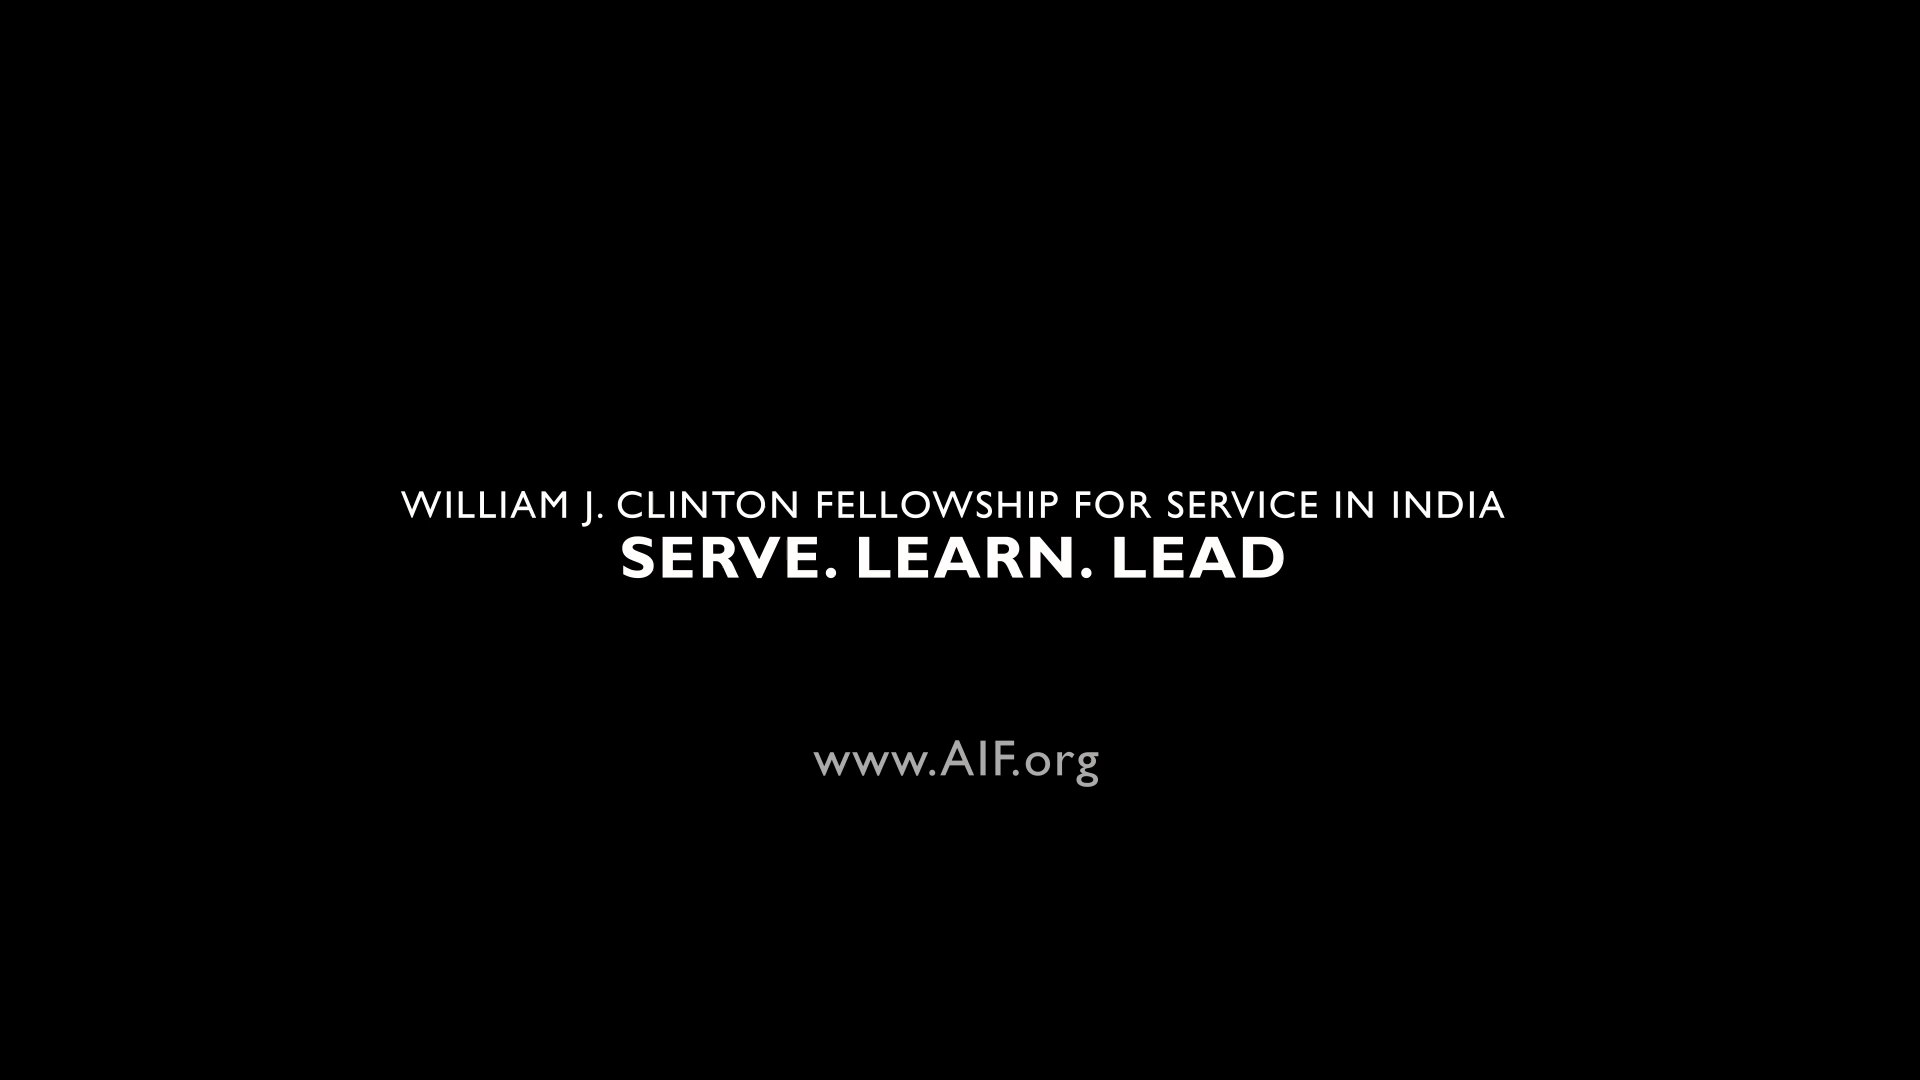 WILLIAM J. CLINTON FELLOWSHIP FOR SERVICE IN INDIA
SERVE. LEARN. LEAD
www.AIF.org